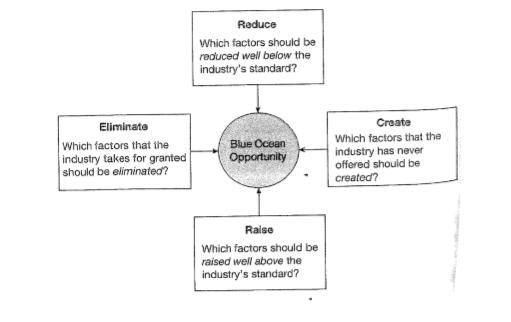 Reduce
Which factors should be
reduced well below the
industry's standard?
Eliminate
Which factors that the
industry takes for granted
should be eliminated?
Blue Ocean
Opportunity
Create
Which factors that the
industry has never
offered should be
created?
Raise
Which factors should be
raised well above the
industry's standard?